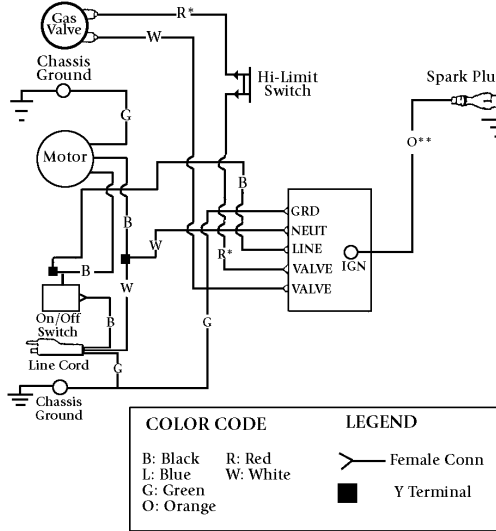 Gas
Valve
R*
W
Chassis
Ground
Hi-Limit
Switch
Spark Plu
G
O**
Motor
B
B
GRD
NEUT
LINE
VALVE
VALVE
IGN
W
R*
B
W
On/Off
Switch
B
G
Line Cord
G
Chassis
Ground
COLOR CODE
B: Black R: Red
L: Blue W: White
G: Green
O: Orange
LEGEND
Female Conn
Y Terminal